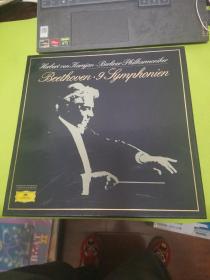 Herbert von Karajan · Berliner Philharmoniker
Beethoven · 9 Symphonien